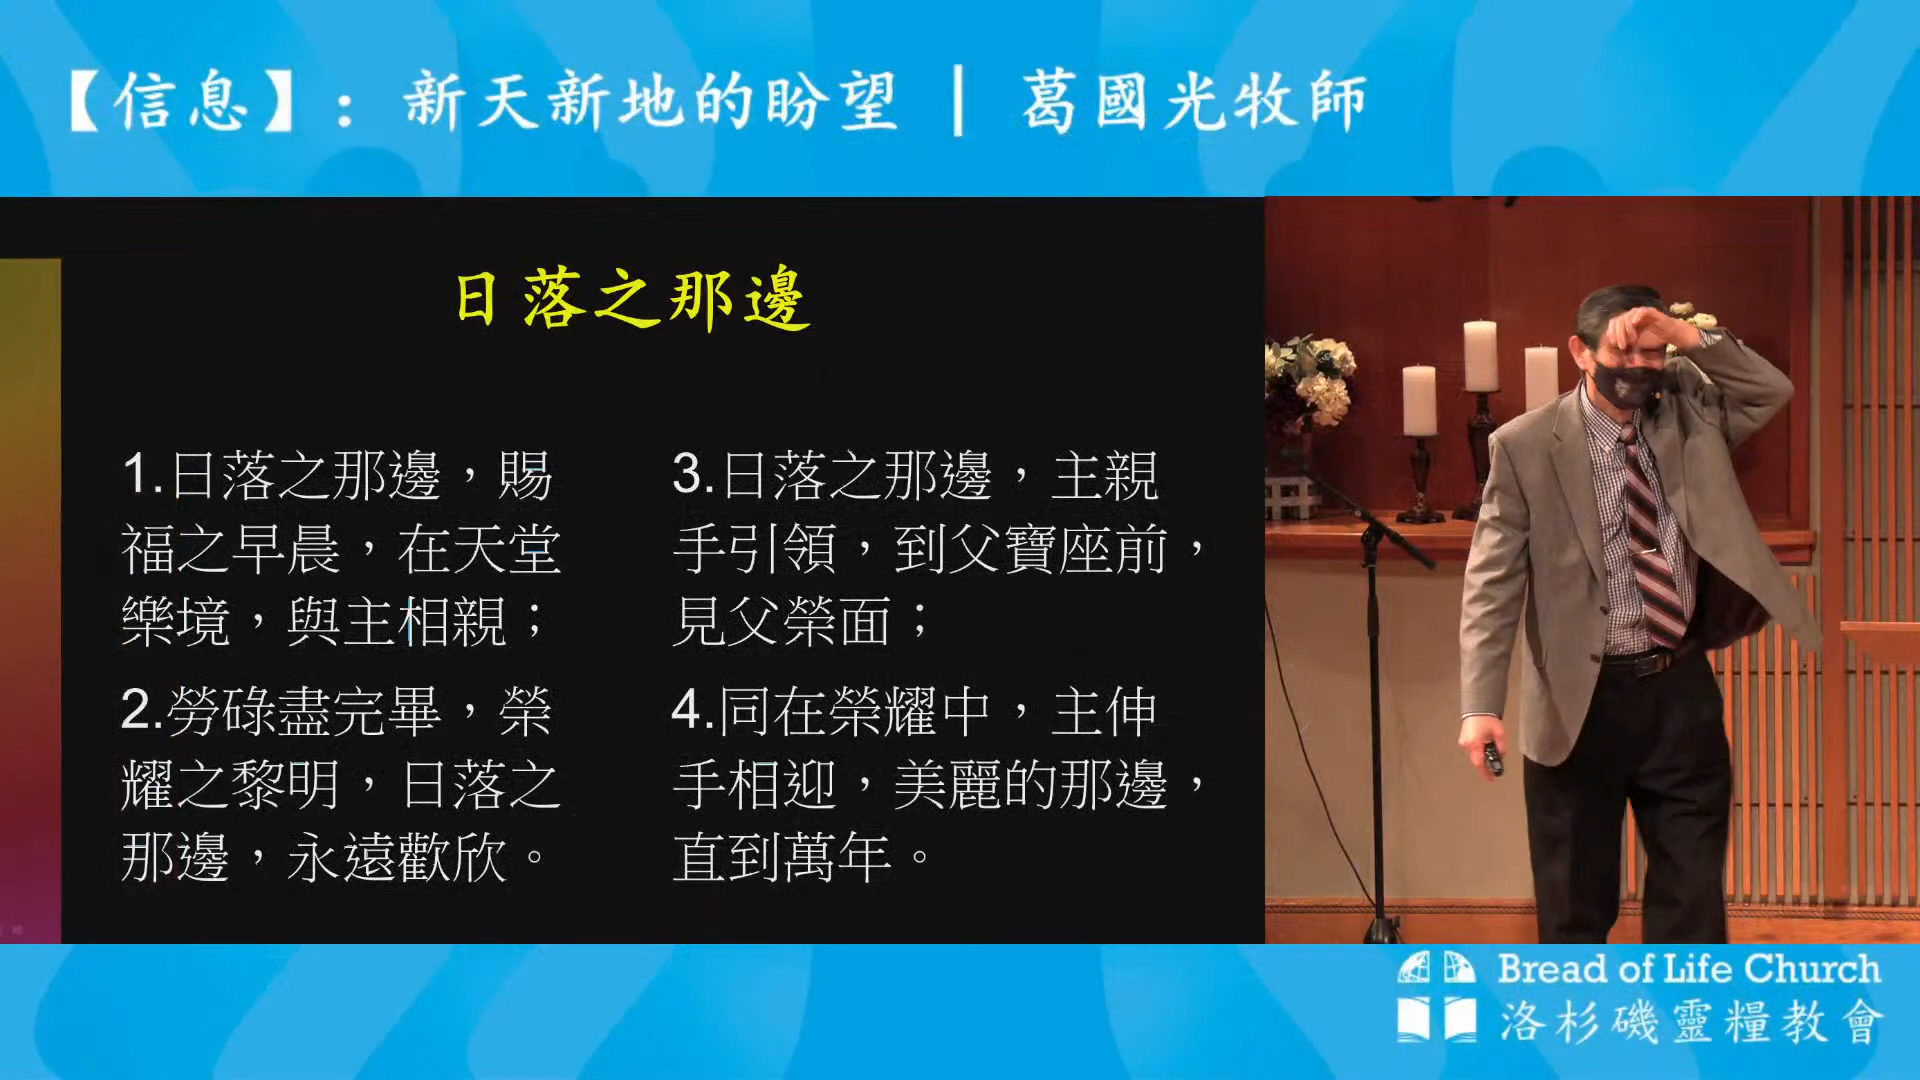 【信息】：新天新地的盼望 | 葛國光牧師
日落之那邊
1.日落之那邊，賜
福之早晨，在天堂
樂境，與主相親；
2.勞碌盡完畢，榮
耀之黎明，日落之
那邊，永遠歡欣。
3.日落之那邊，主親
手引領，到父寶座前，
見父榮面；
4.同在榮耀中，主伸
手相迎，美麗的那邊，
直到萬年。
Bread of Life Church
洛杉磯靈糧教會